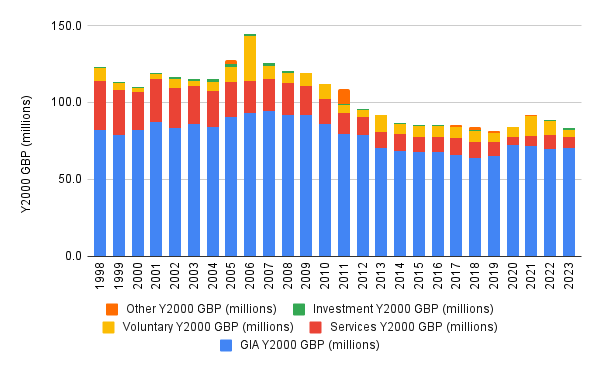 150.0
100.0
50.0
0.0
Y2000 GBP (millions)
1998 1999 2000 2001 2002 2003 2004 2005 2006 2007 2008 2009 2010 2011 2012 2013 2014 2015 2016 2017 2018 2019 2020 2021 2022 2023
Other Y2000 GBP (millions) Investment Y2000 GBP (millions)
Voluntary Y2000 GBP (millions) Services Y2000 GBP (millions)
GIA Y2000 GBP (millions)